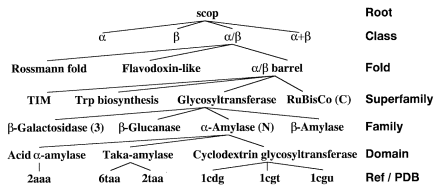 scop Root
α β α/β α+β Class
Rossmann fold Flavodoxin-like α/β barrel Fold
TIM Trp biosynthesis Glycosyltransferase RuBisCo (C) Superfamily
β-Galactosidase (3) β-Glucanase α-Amylase (N) β-Amylase Family
Acid α-amylase Taka-amylase Cyclodextrin glycosyltransferase Domain
2aaa 6taa 2taa 1cdg 1cgt 1cgu Ref / PDB